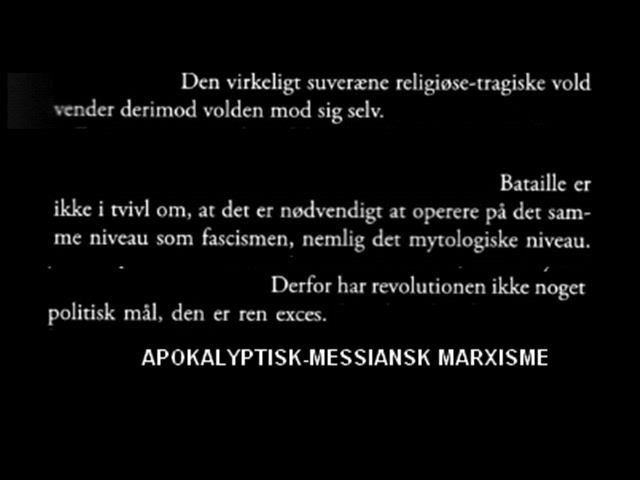 Den virkeligt suveræne religiøse-tragiske vold
vender derimod volden mod sig selv.
Bataille er
ikke i tvivl om, at det er nødvendigt at operere på det sam-
me niveau som fascismen, nemlig det mytologiske niveau.
Derfor har revolutionen ikke noget
politisk mål, den er ren exces.
APOKALYPTISK-MESSIANSK MARXISME